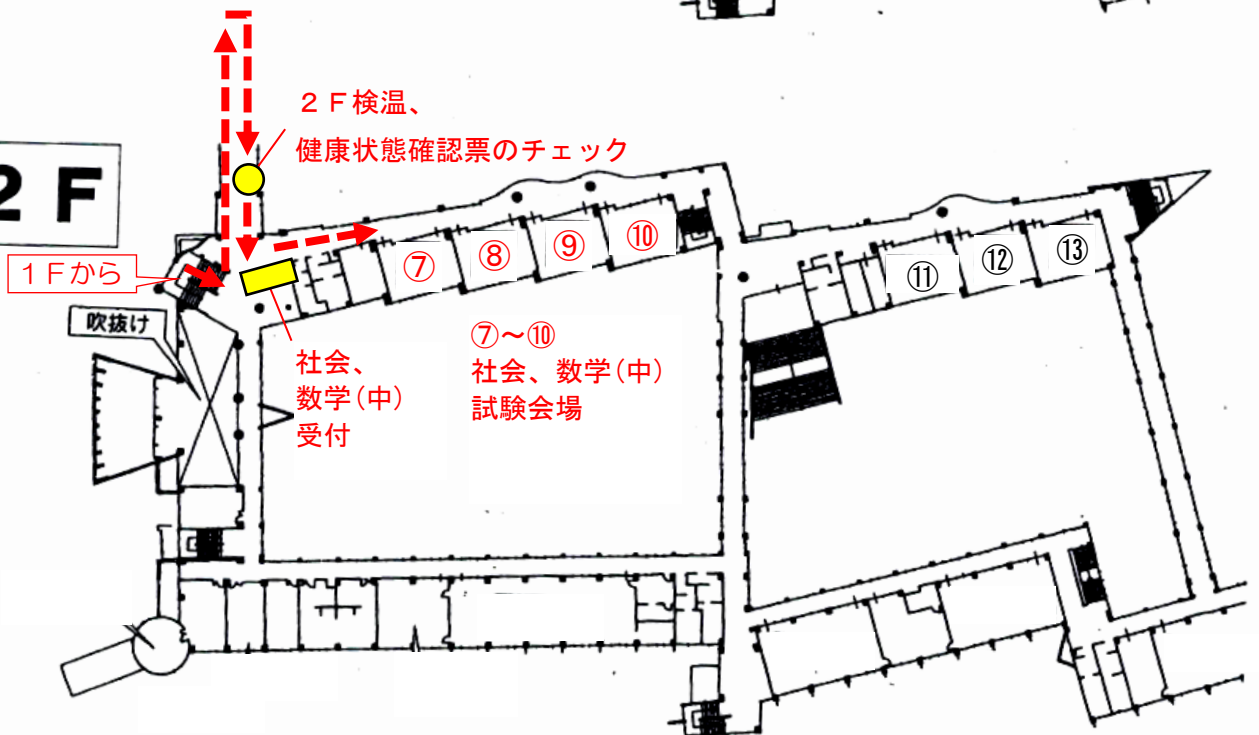 ２Ｆ検温、
健康状態確認票のチェック
２Ｆ
１Ｆから
吹抜け
⑦
⑧
⑨
⑩
⑪
⑫
⑬
社会、
数学（中）
受付
⑦～⑩
社会、数学（中）
試験会場